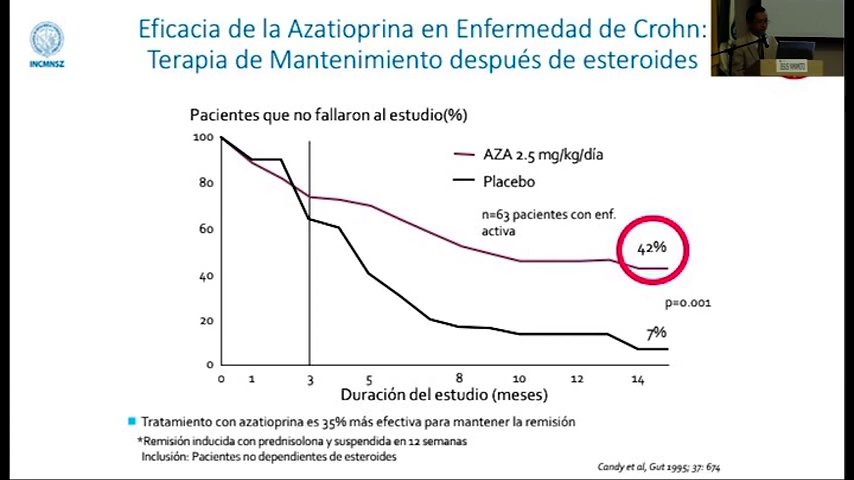 Eficacia de la Azatioprina en Enfermedad de Crohn:
Terapia de Mantenimiento después de esteroides
INCMNSZ
Pacientes que no fallaron al estudio(%)
100
80
60
40
20
0
AZA 2.5 mg/kg/día
Placebo
n=63 pacientes con enf.
activa
42%
p=0.001
7%
0 1 3 5 8 10 12 14
Duración del estudio (meses)
Tratamiento con azatioprina es 35% más efectiva para mantener la remisión
*Remisión inducida con prednisolona y suspendida en 12 semanas
Inclusión: Pacientes no dependientes de esteroides
Candy et al, Gut 1995; 37: 674